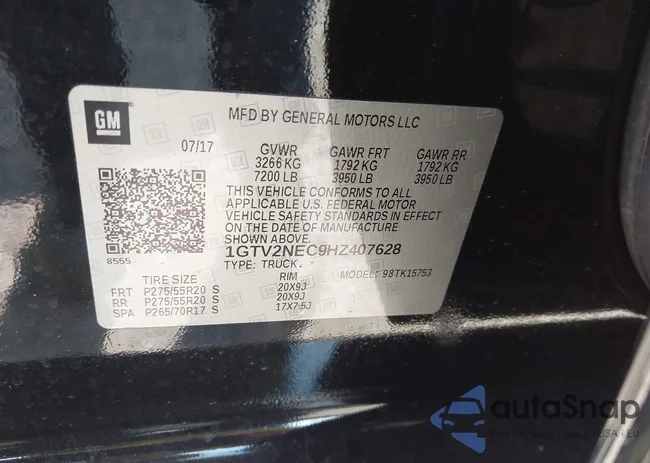 GM
MFD BY GENERAL MOTORS LLC
07/17 GVWR GAWR FRT GAWR RR
3266 KG 1792 KG 1792 KG
7200 LB 3950 LB 3950 LB
THIS VEHICLE CONFORMS TO ALL
APPLICABLE U.S. FEDERAL MOTOR
VEHICLE SAFETY STANDARDS IN EFFECT
ON THE DATE OF MANUFACTURE
SHOWN ABOVE.
8555
1GTV2NEC9HZ407628
TYPE: TRUCK
MODEL: 98TK15753
TIRE SIZE RIM
FRT P275/55R20 S 20X9J
RR P275/55R20 S 20X9J
SPA P265/70R17 S 17X7.5J
autoSnap
USA - EU